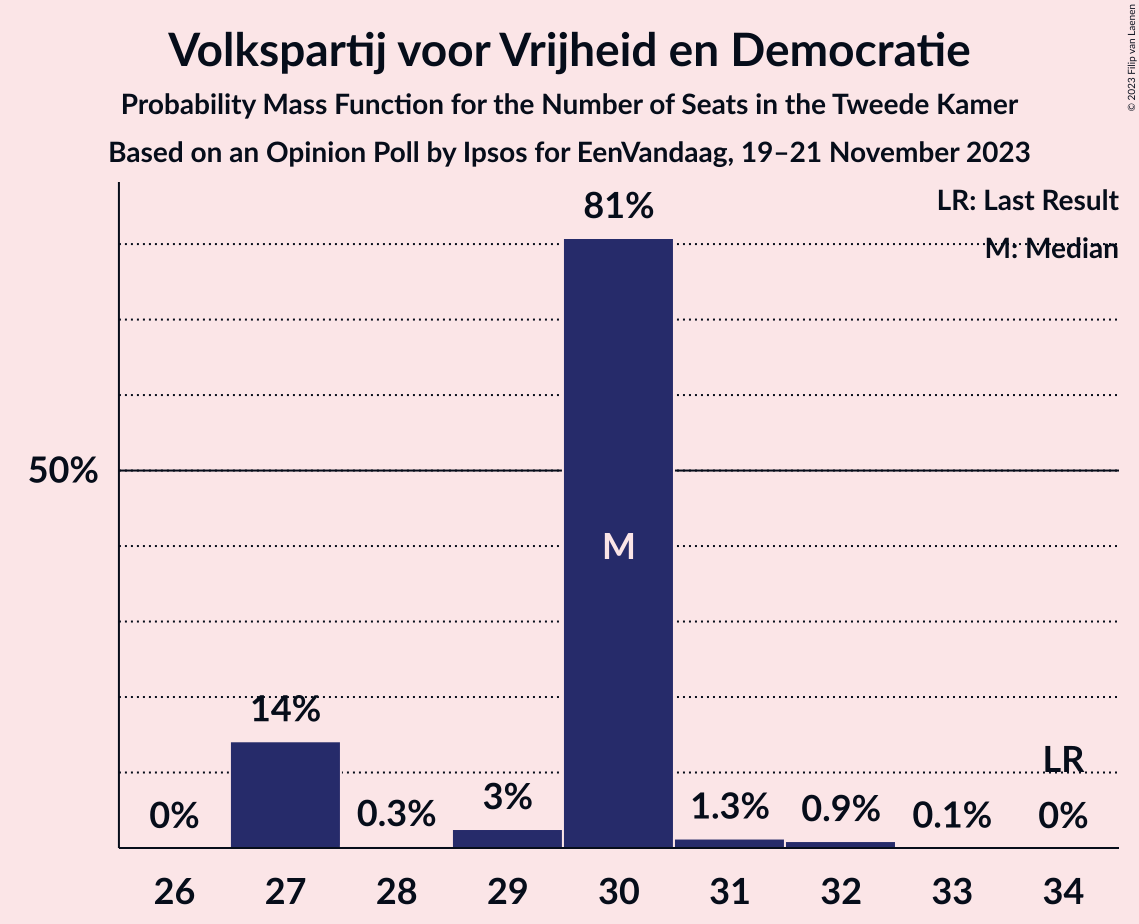 Volkspartij voor Vrijheid en Democratie
Probability Mass Function for the Number of Seats in the Tweede Kamer
Based on an Opinion Poll by Ipsos for EenVandaag, 19–21 November 2023
© 2023 Filip van Laenen
LR: Last Result
M: Median
81%
50%
M
14%
LR
0%
0.3%
3%
1.3%
0.9%
0.1%
0%
26 27 28 29 30 31 32 33 34